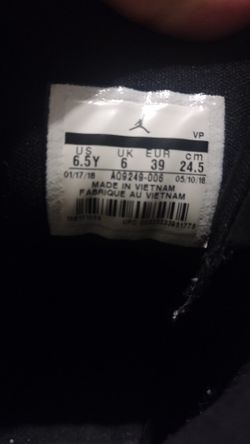 VP
US UK EUR cm
6.5Y 6 39 24.5
01/17/18 AO9249-006 05/10/18
MADE IN VIETNAM
FABRIQUE AU VIETNAM